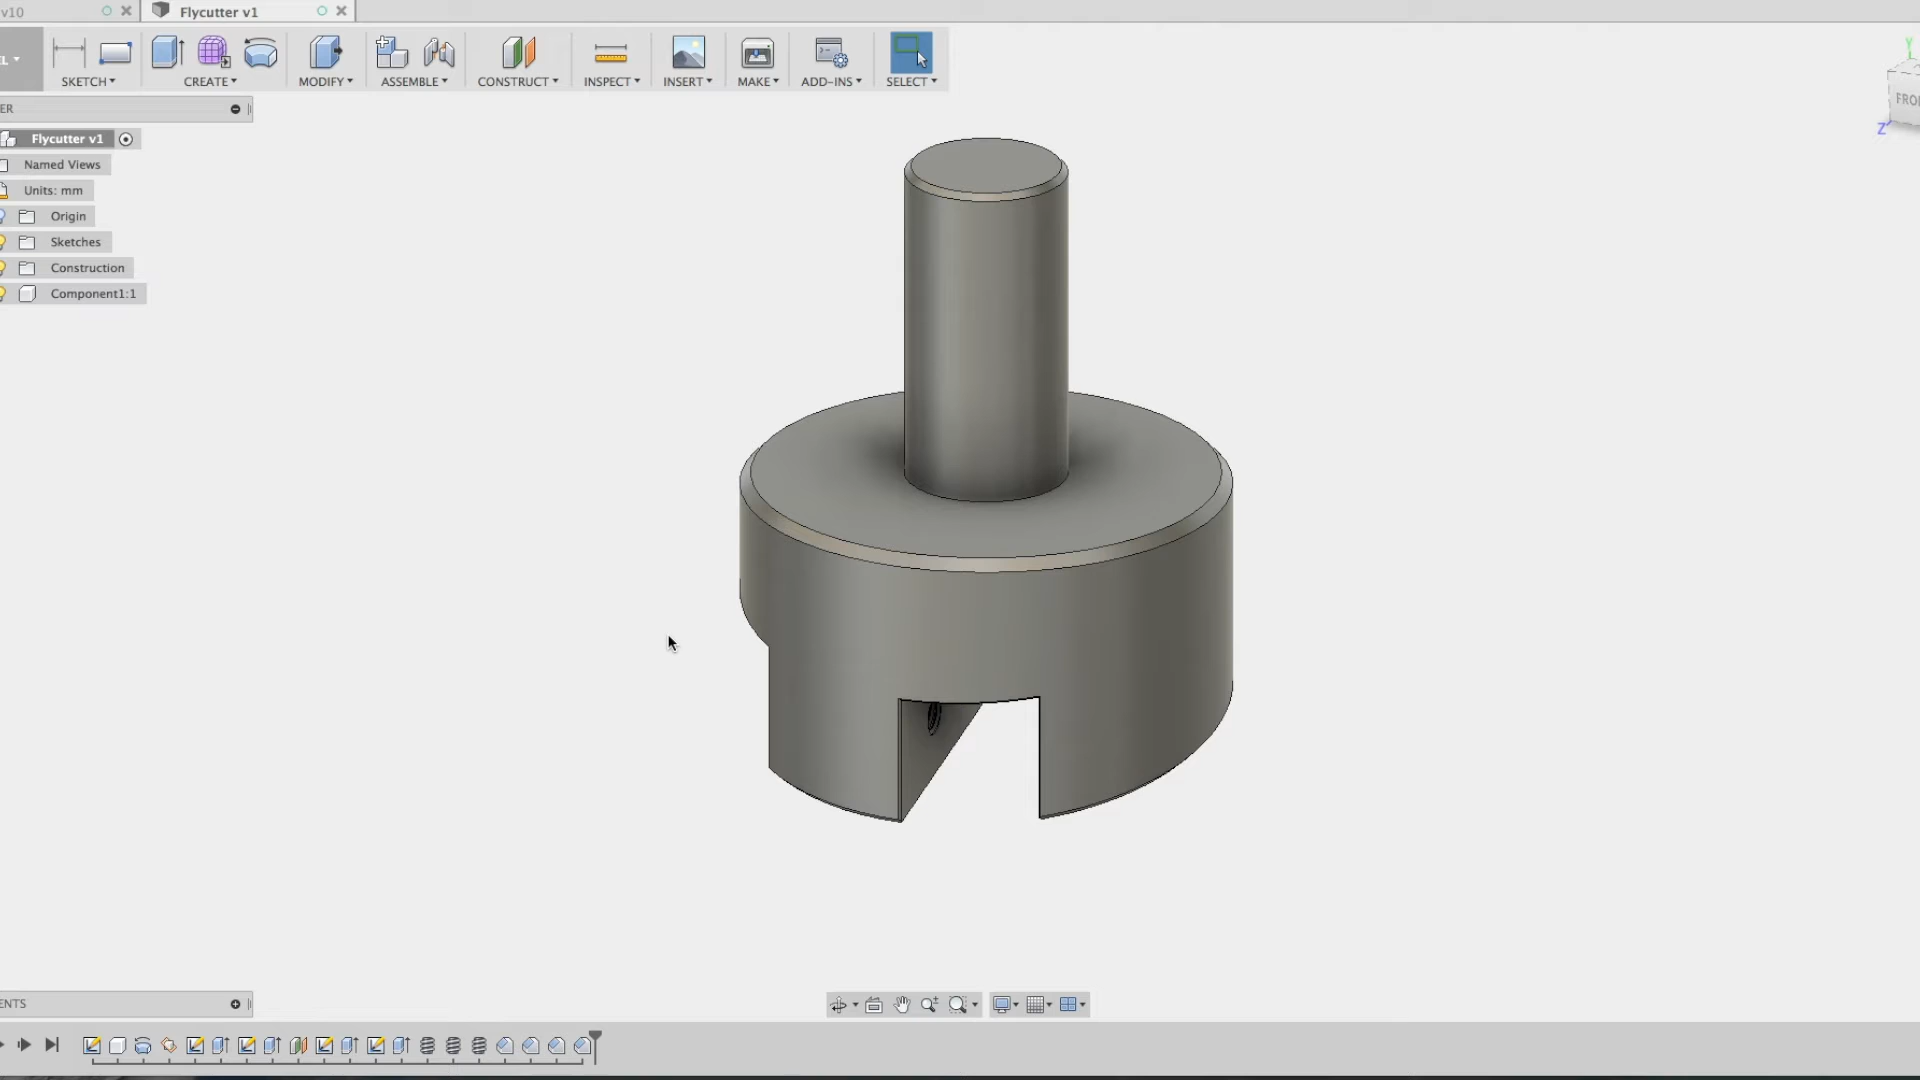 v10
Flycutter v1
SKETCH
CREATE
MODIFY
ASSEMBLE
CONSTRUCT
INSPECT
INSERT
MAKE
ADD-INS
SELECT
ER
Flycutter v1
Named Views
Units: mm
Origin
Sketches
Construction
Component1:1
Y
FRO
Z
ENTS